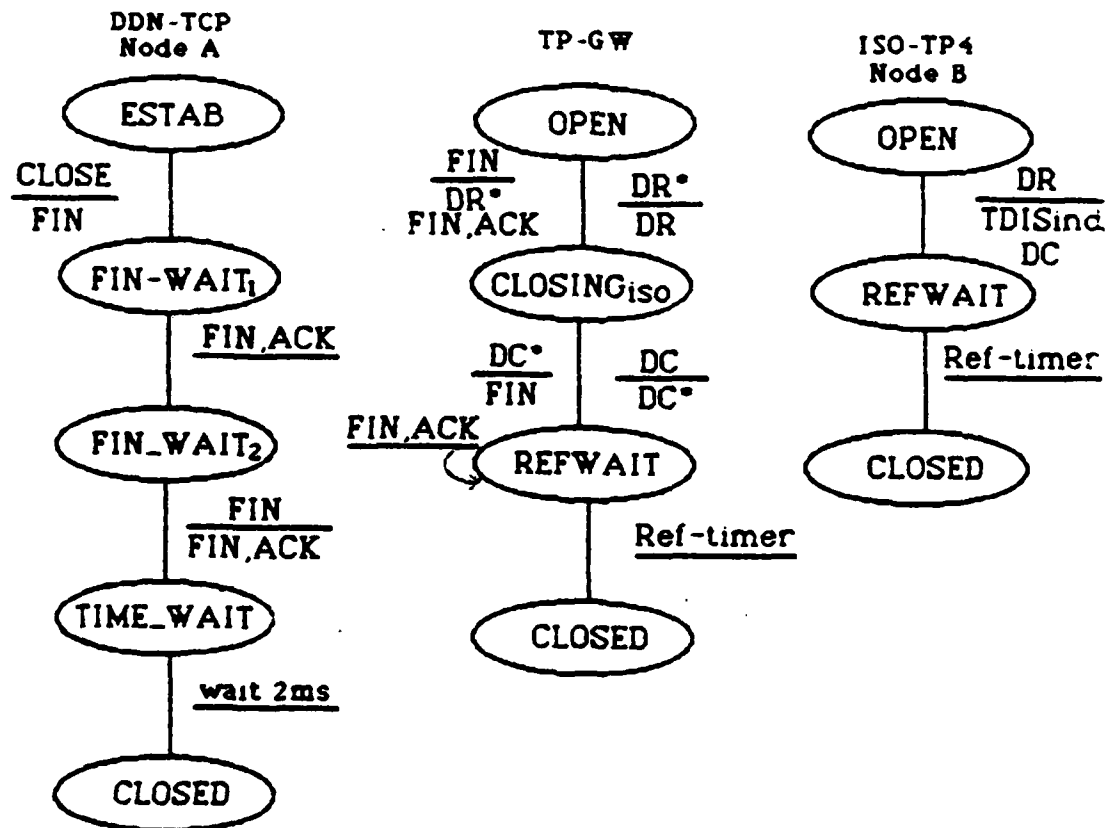 DDN-TCP
Node A
ESTAB
CLOSE
FIN
FIN-WAIT1
FIN,ACK
FIN_WAIT2
FIN
FIN,ACK
TIME_WAIT
wait 2ms
CLOSED
TP-GW
OPEN
FIN
DR*
FIN,ACK
DR*
DR
CLOSINGiso
DC*
FIN
DC
DC*
FIN,ACK
REFWAIT
Ref-timer
CLOSED
ISO-TP4
Node B
OPEN
DR
TDISind
DC
REFWAIT
Ref-timer
CLOSED